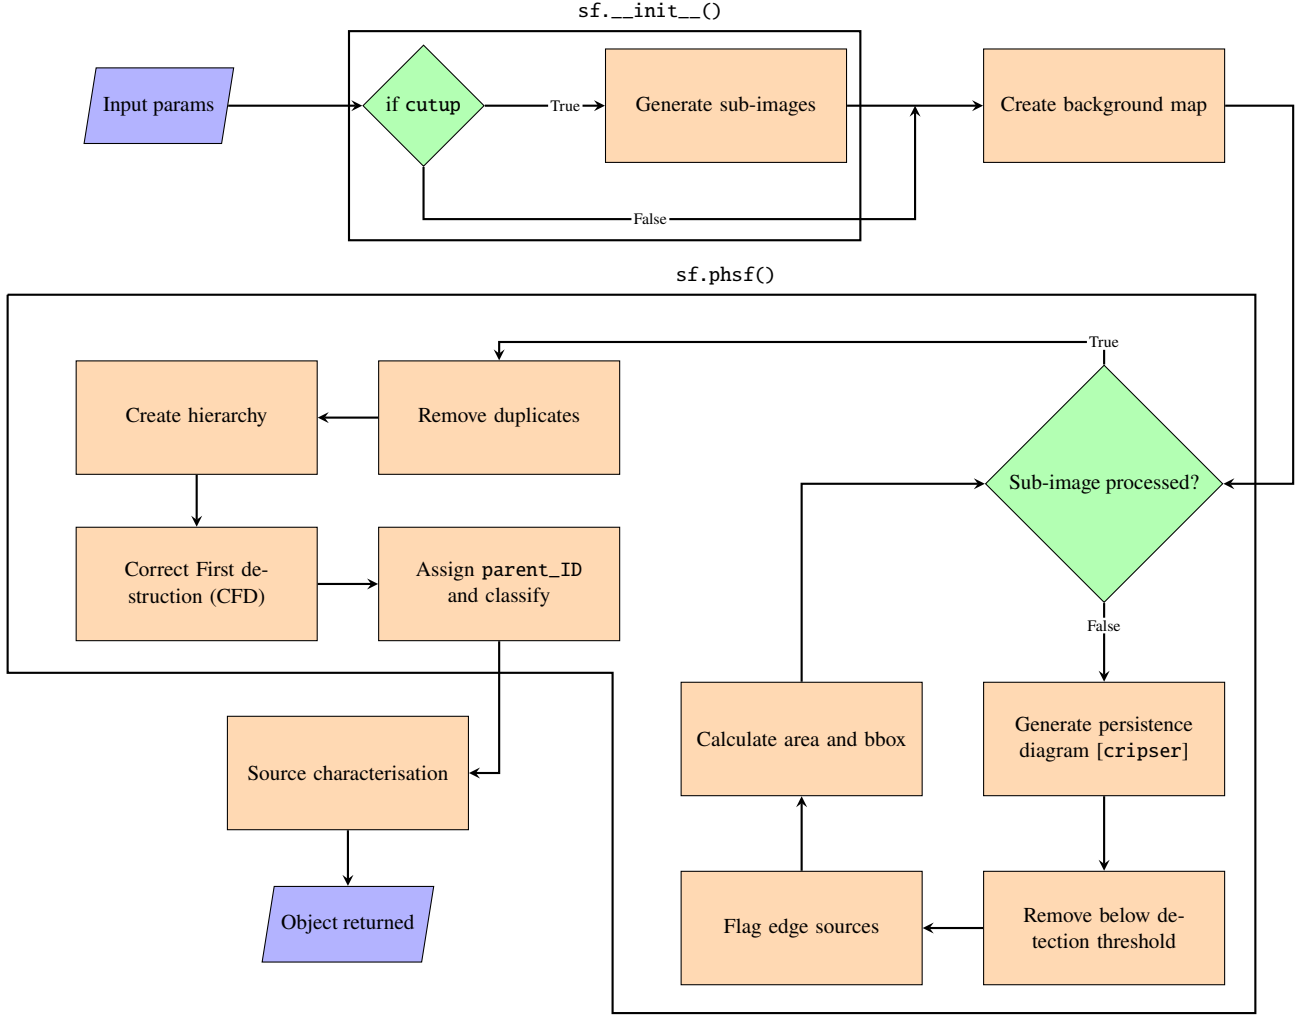 sf.__init__()
Input params
if cutup
True
Generate sub-images
Create background map
False
sf.phsf()
True
Create hierarchy
Remove duplicates
Sub-image processed?
Correct First de-
struction (CFD)
Assign parent_ID
and classify
False
Calculate area and bbox
Generate persistence
diagram [cripser]
Source characterisation
Flag edge sources
Remove below de-
tection threshold
Object returned